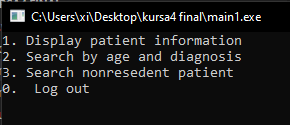 C:\Users\xi\Desktop\kursa4 final\main1.exe
1. Display patient information
2. Search by age and diagnosis
3. Search nonresedent patient
0.  Log out